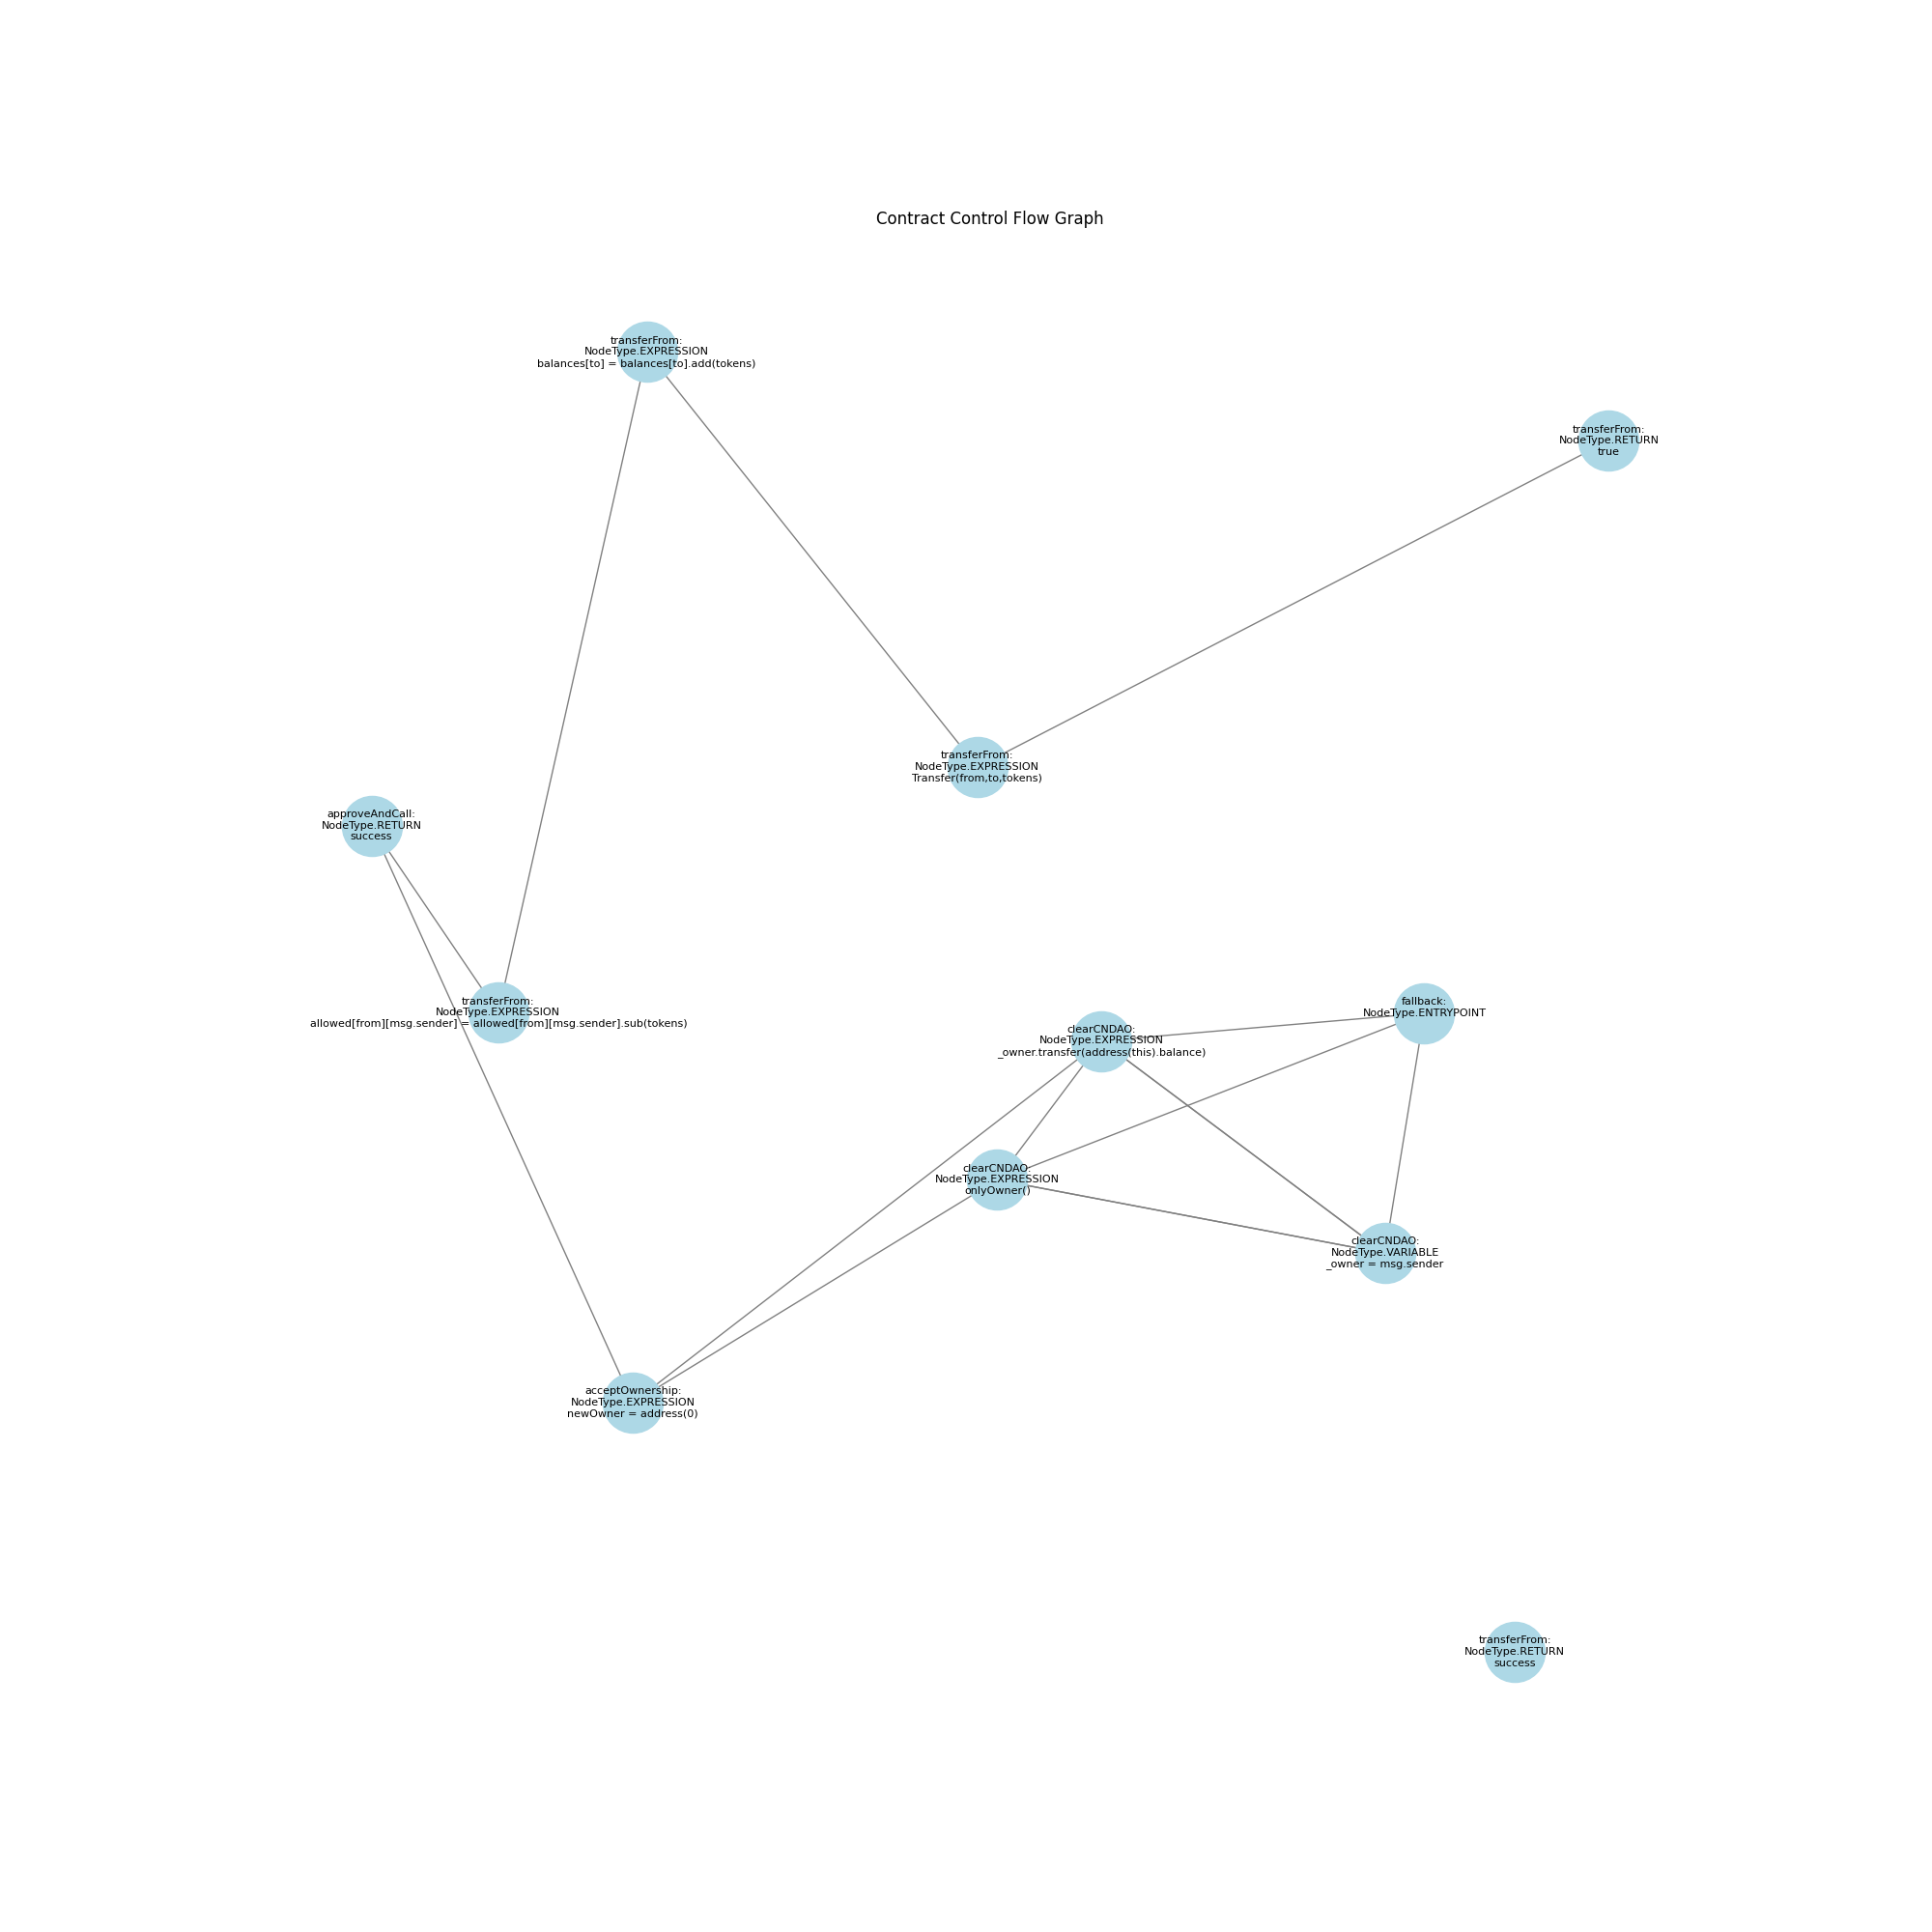 Contract Control Flow Graph
transferFrom:
NodeType.EXPRESSION
balances[to] = balances[to].add(tokens)
transferFrom:
NodeType.RETURN
true
transferFrom:
NodeType.EXPRESSION
Transfer(from,to,tokens)
approveAndCall:
NodeType.RETURN
success
transferFrom:
NodeType.EXPRESSION
allowed[from][msg.sender] = allowed[from][msg.sender].sub(tokens)
fallback:
NodeType.ENTRYPOINT
clearCNDAO:
NodeType.EXPRESSION
_owner.transfer(address(this).balance)
clearCNDAO:
NodeType.EXPRESSION
onlyOwner()
clearCNDAO:
NodeType.VARIABLE
_owner = msg.sender
acceptOwnership:
NodeType.EXPRESSION
newOwner = address(0)
transferFrom:
NodeType.RETURN
success